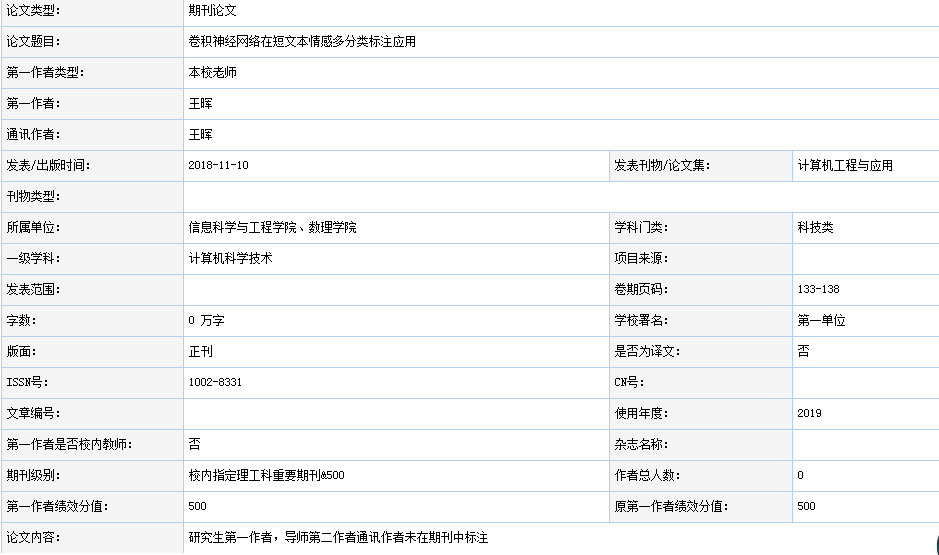 论文类型: 期刊论文
论文题目: 卷积神经网络在短文本情感多分类标注应用
第一作者类型: 本校老师
第一作者: 王晖
通讯作者: 王晖
发表/出版时间: 2018-11-10 发表刊物/论文集: 计算机工程与应用
刊物类型:
所属单位: 信息科学与工程学院、数理学院 学科门类: 科技类
一级学科: 计算机科学技术 项目来源:
发表范围: 卷期页码: 133-138
字数: 0 万字 学校署名: 第一单位
版面: 正刊 是否为译文: 否
ISSN号: 1002-8331 CN号:
文章编号: 使用年度: 2019
第一作者是否校内教师: 否 杂志名称:
期刊级别: 校内指定理工科重要期刊&500 作者总人数: 0
第一作者绩效分值: 500 原第一作者绩效分值: 500
论文内容: 研究生第一作者，导师第二作者通讯作者未在期刊中标注